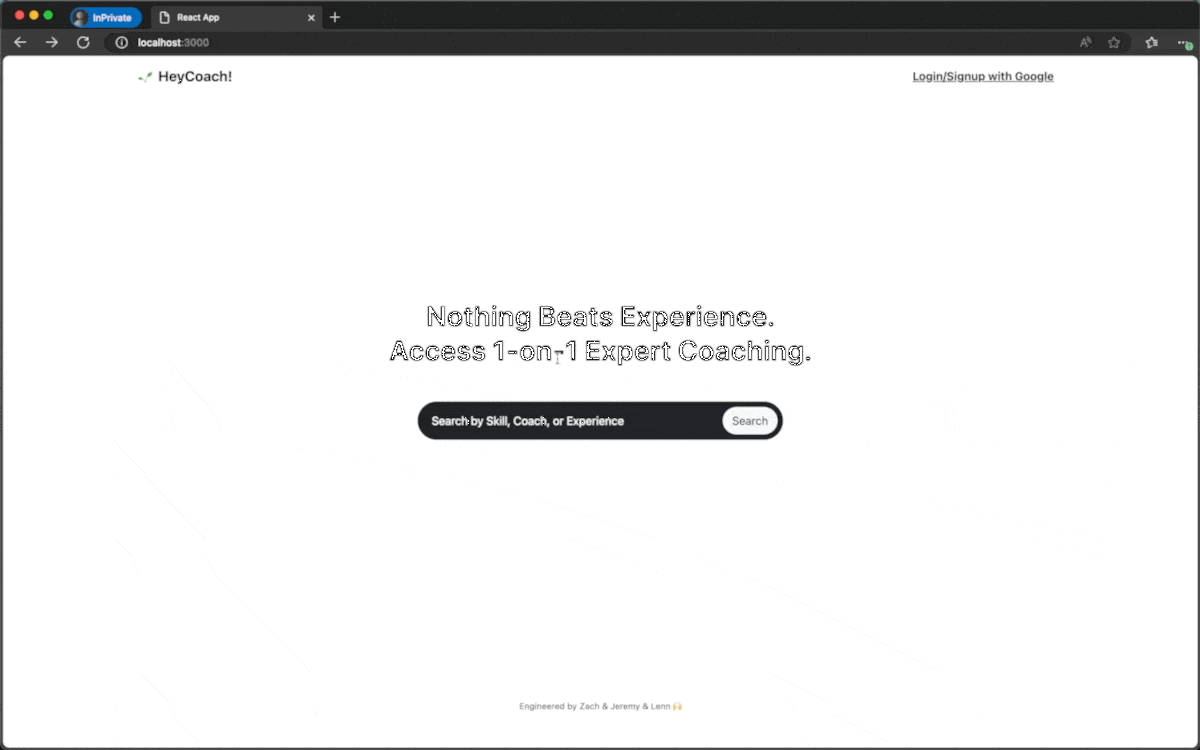 InPrivate
React App
localhost:3000
HeyCoach!
Login/Signup with Google
Nothing Beats Experience.
Access 1-on-1 Expert Coaching.
Search by Skill, Coach, or Experience
Search
Engineered by Zach & Jeremy & Lenn 🙌